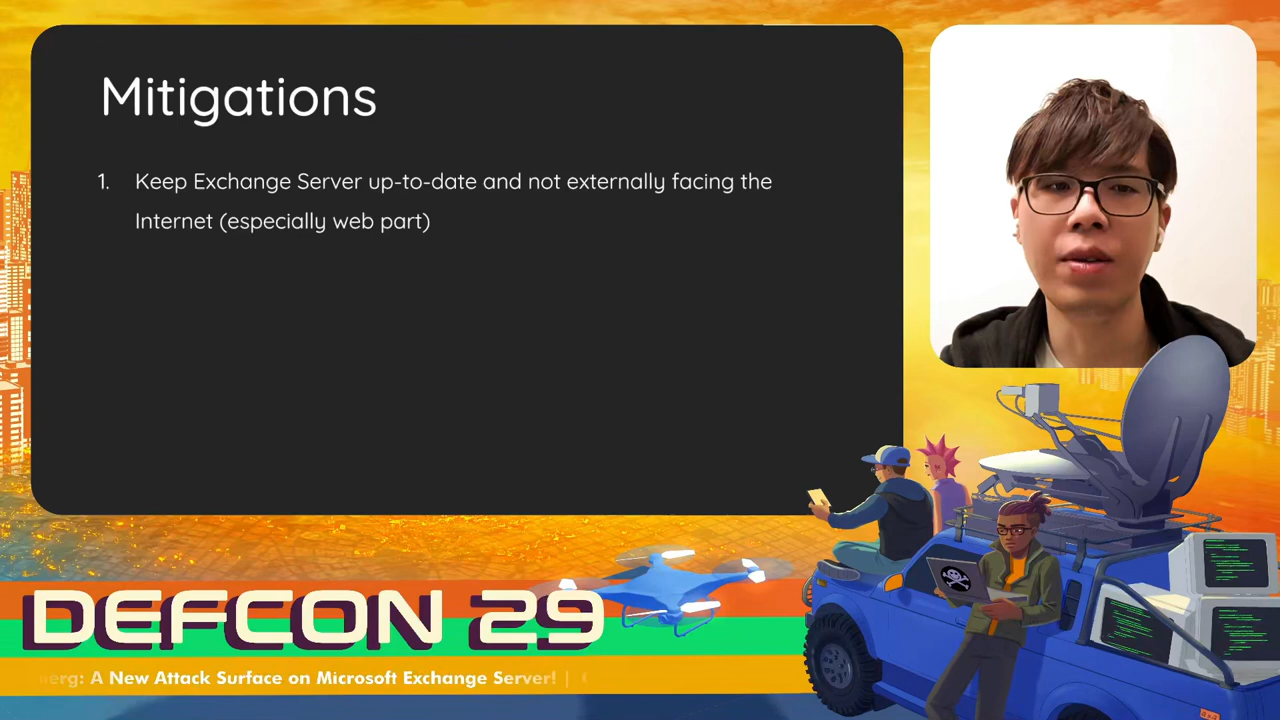 Mitigations
1. Keep Exchange Server up-to-date and not externally facing the
Internet (especially web part)
DEFCON 29
erg: A New Attack Surface on Microsoft Exchange Server! |